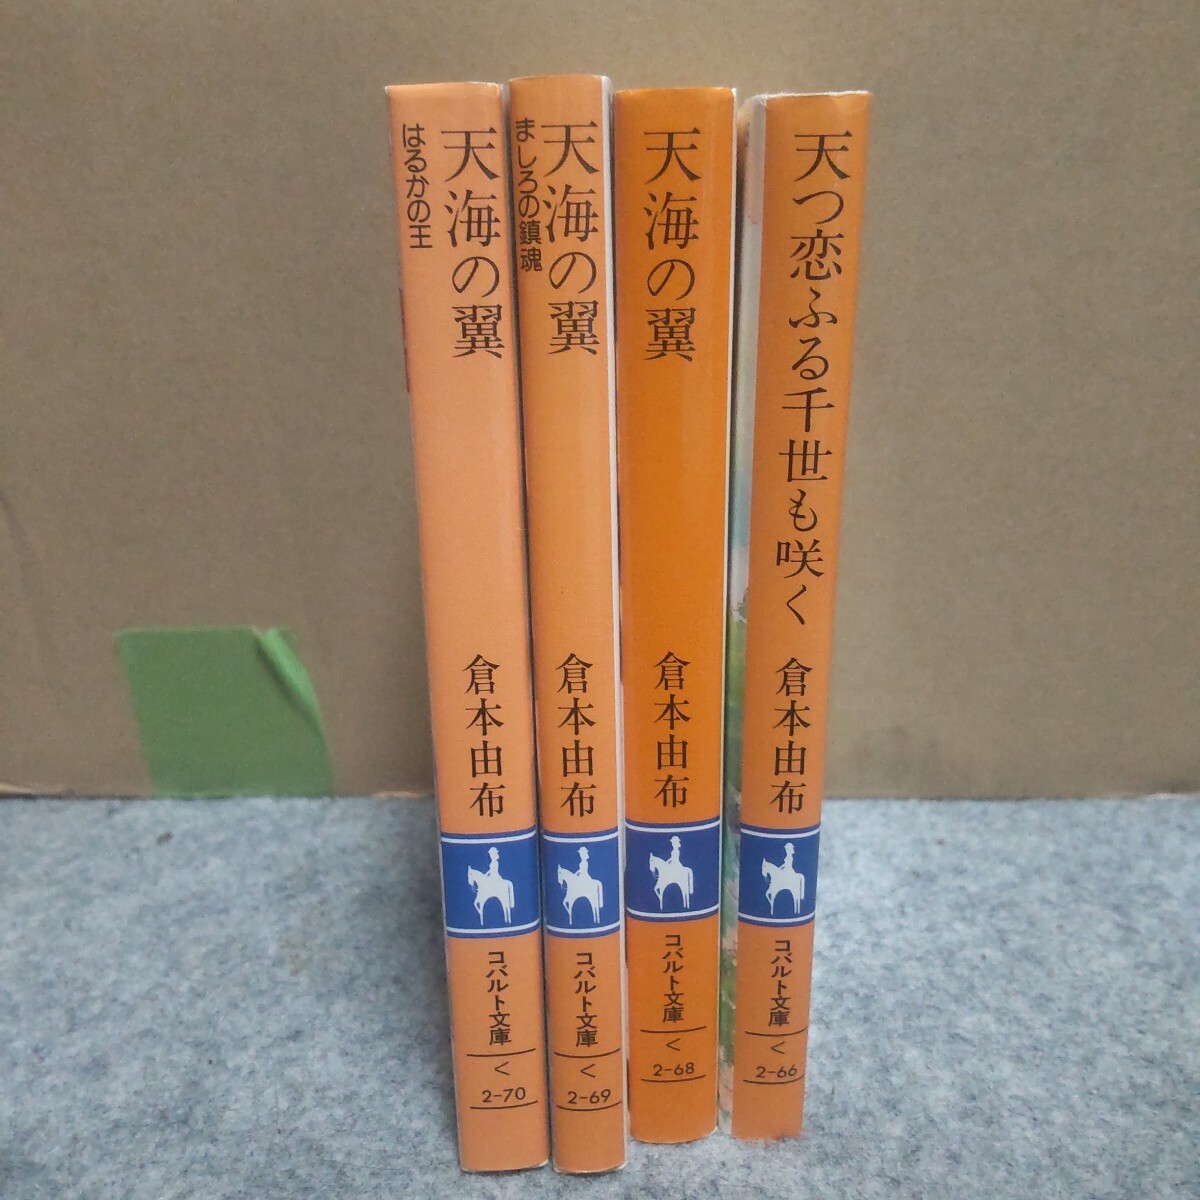 天海の翼
はるかの王
倉本由布
コバルト文庫
く
2-70
天海の翼
ましろの鎮魂
倉本由布
コバルト文庫
く
2-69
天海の翼
倉本由布
コバルト文庫
く
2-68
天つ恋ふる千世も咲く
倉本由布
コバルト文庫
く
2-66